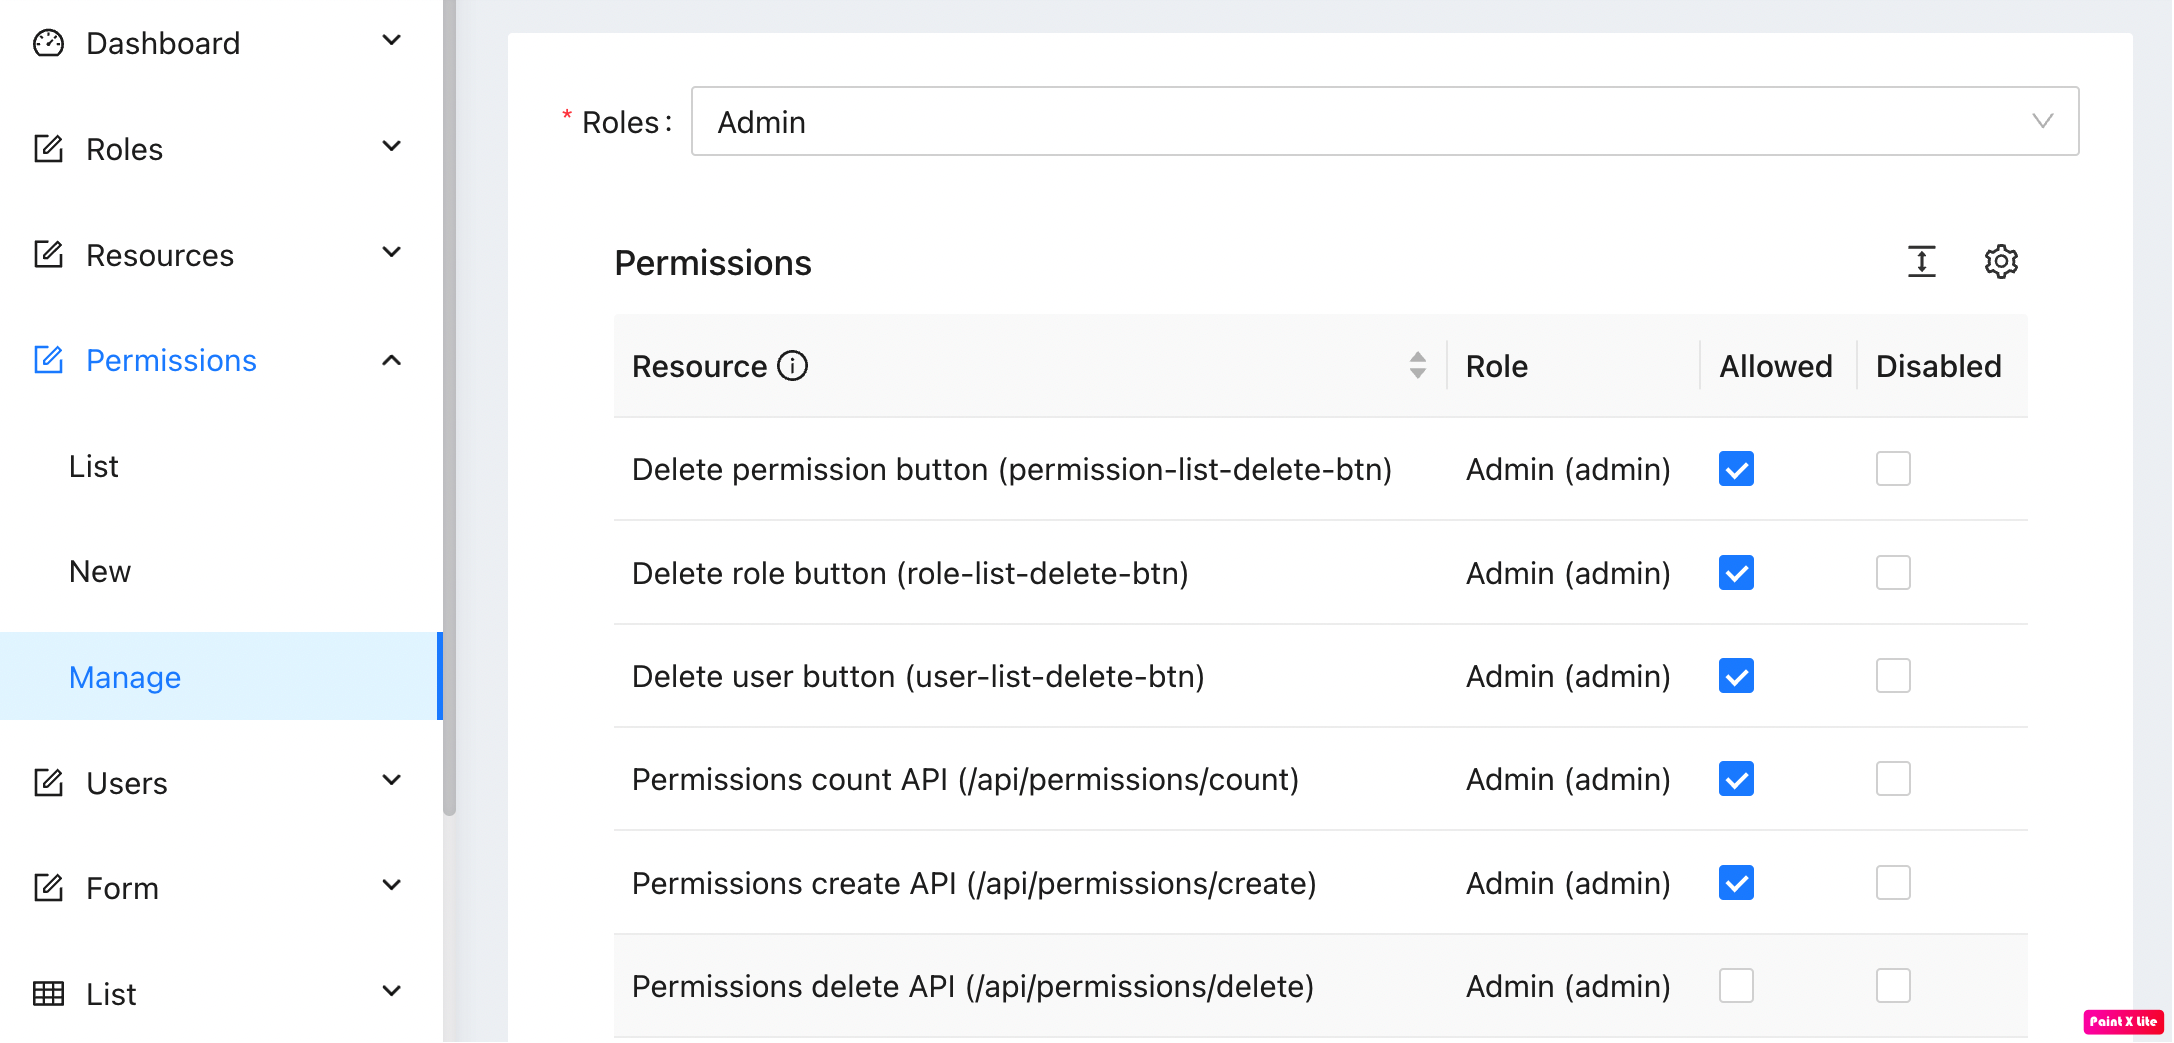 Dashboard
Roles
Resources
Permissions
List
New
Manage
Users
Form
List
* Roles: Admin
Permissions
Resource Role Allowed Disabled
Delete permission button (permission-list-delete-btn) Admin (admin)
Delete role button (role-list-delete-btn) Admin (admin)
Delete user button (user-list-delete-btn) Admin (admin)
Permissions count API (/api/permissions/count) Admin (admin)
Permissions create API (/api/permissions/create) Admin (admin)
Permissions delete API (/api/permissions/delete) Admin (admin)
Paint X Lite